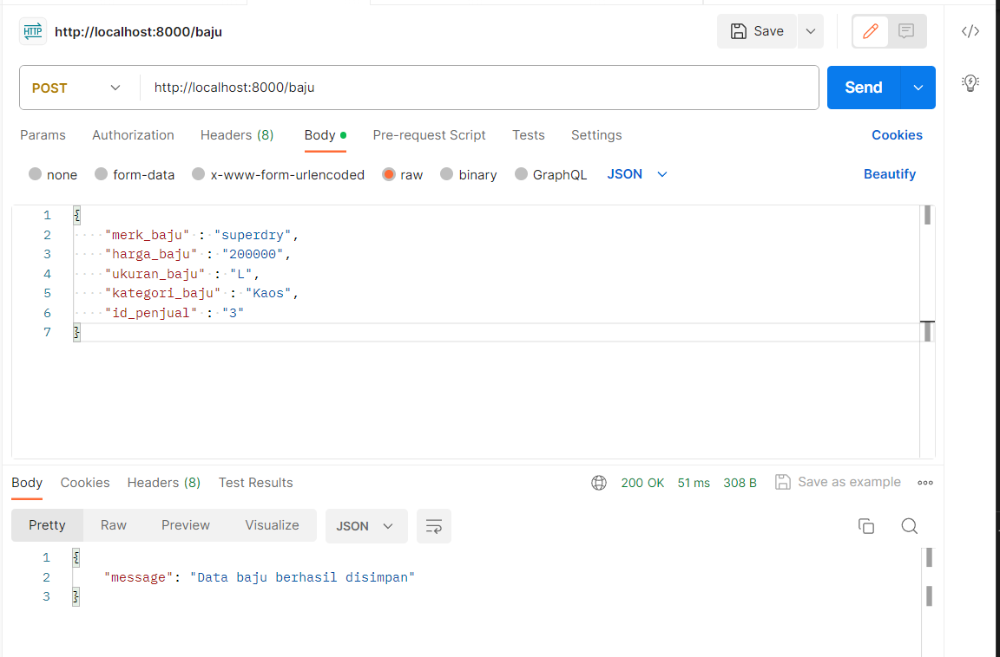 HTTP http://localhost:8000/baju Save
POST http://localhost:8000/baju Send
Params Authorization Headers (8) Body Pre-request Script Tests Settings Cookies
none form-data x-www-form-urlencoded raw binary GraphQL JSON Beautify
1 {
2 "merk_baju" : "superdry",
3 "harga_baju" : "200000",
4 "ukuran_baju" : "L",
5 "kategori_baju" : "Kaos",
6 "id_penjual" : "3"
7 }
Body Cookies Headers (8) Test Results 200 OK 51 ms 308 B Save as example
Pretty Raw Preview Visualize JSON
1 {
2 "message": "Data baju berhasil disimpan"
3 }